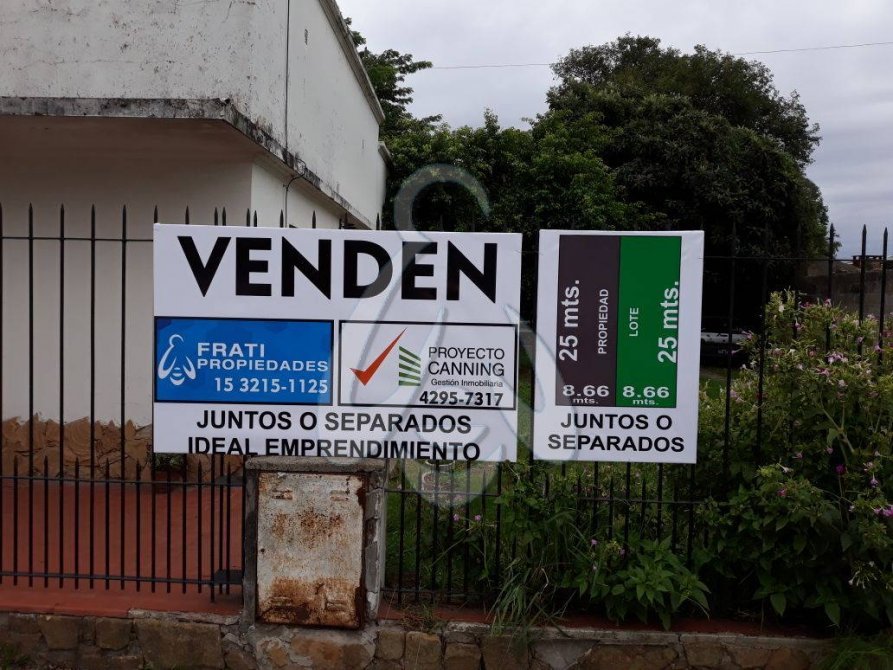 VENDEN
FRATI
PROPIEDADES
15 3215-1125
PROYECTO
CANNING
Gestión Inmobiliaria
4295-7317
JUNTOS O SEPARADOS
IDEAL EMPRENDIMIENTO
25 mts.
PROPIEDAD
8.66
mts.
LOTE
25 mts.
8.66
mts.
JUNTOS O
SEPARADOS